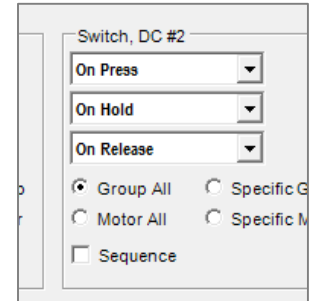 Switch, DC #2
On Press
On Hold
On Release
Group All Specific G
Motor All Specific M
Sequence